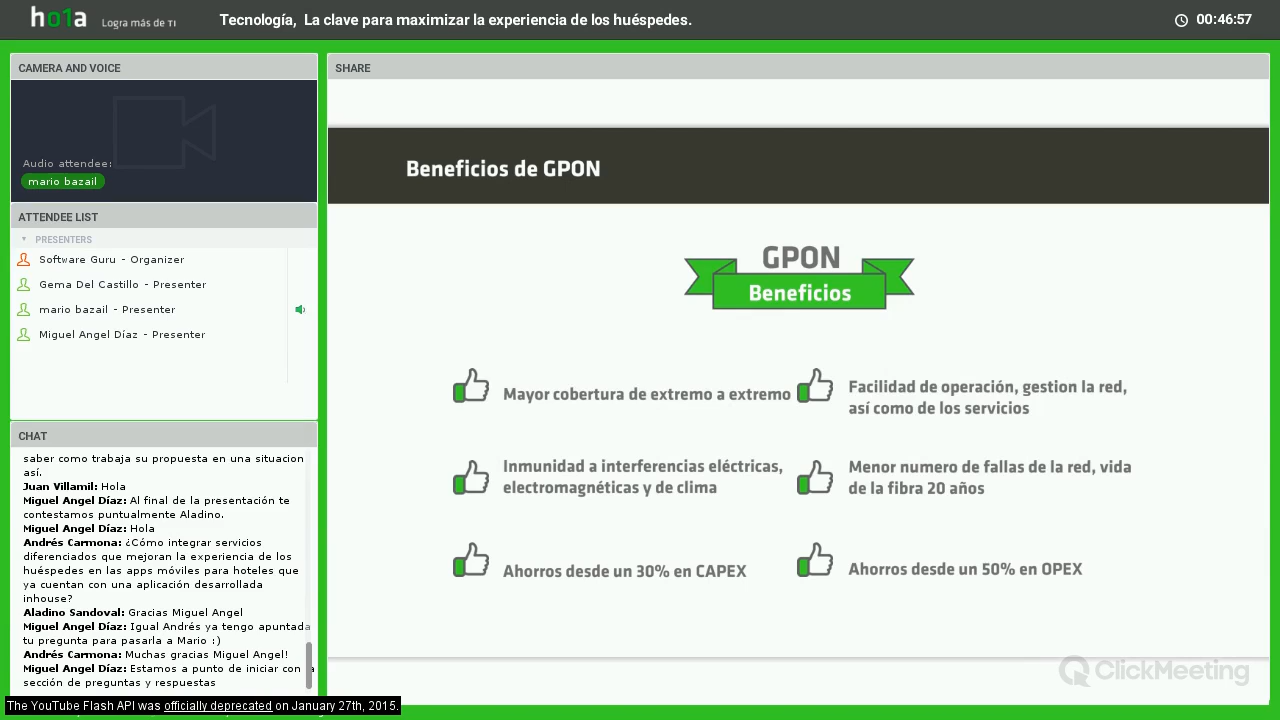 ho1a Logra más de TI
Tecnología, La clave para maximizar la experiencia de los huéspedes.
00:46:57
CAMERA AND VOICE
Audio attendee:
mario bazail
ATTENDEE LIST
PRESENTERS
Software Guru - Organizer
Gema Del Castillo - Presenter
mario bazail - Presenter
Miguel Angel Díaz - Presenter
CHAT
saber como trabaja su propuesta en una situacion
así.
Juan Villamil: Hola
Miguel Angel Díaz: Al final de la presentación te
contestamos puntualmente Aladino.
Miguel Angel Díaz: Hola
Andrés Carmona: ¿Cómo integrar servicios
diferenciados que mejoran la experiencia de los
huéspedes en las apps móviles para hoteles que
ya cuentan con una aplicación desarrollada
inhouse?
Aladino Sandoval: Gracias Miguel Angel
Miguel Angel Díaz: Igual Andrés ya tengo apuntada
tu pregunta para pasarla a Mario :)
Andrés Carmona: Muchas gracias Miguel Angel!
Miguel Angel Díaz: Estamos a punto de iniciar con la
sección de preguntas y respuestas
The YouTube Flash API was officially deprecated on January 27th, 2015.
SHARE
Beneficios de GPON
GPON
Beneficios
Mayor cobertura de extremo a extremo
Facilidad de operación, gestion la red,
así como de los servicios
Inmunidad a interferencias eléctricas,
electromagnéticas y de clima
Menor numero de fallas de la red, vida
de la fibra 20 años
Ahorros desde un 30% en CAPEX
Ahorros desde un 50% en OPEX
ClickMeeting